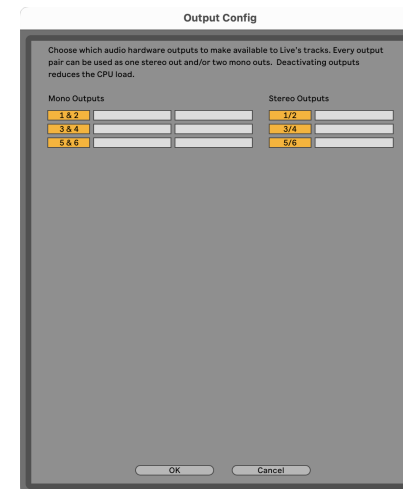 Output Config
Choose which audio hardware outputs to make available to Live's tracks. Every output
pair can be used as one stereo out and/or two mono outs.  Deactivating outputs
reduces the CPU load.
Mono Outputs
Stereo Outputs
1 & 2
1/2
3 & 4
3/4
5 & 6
5/6
OK
Cancel